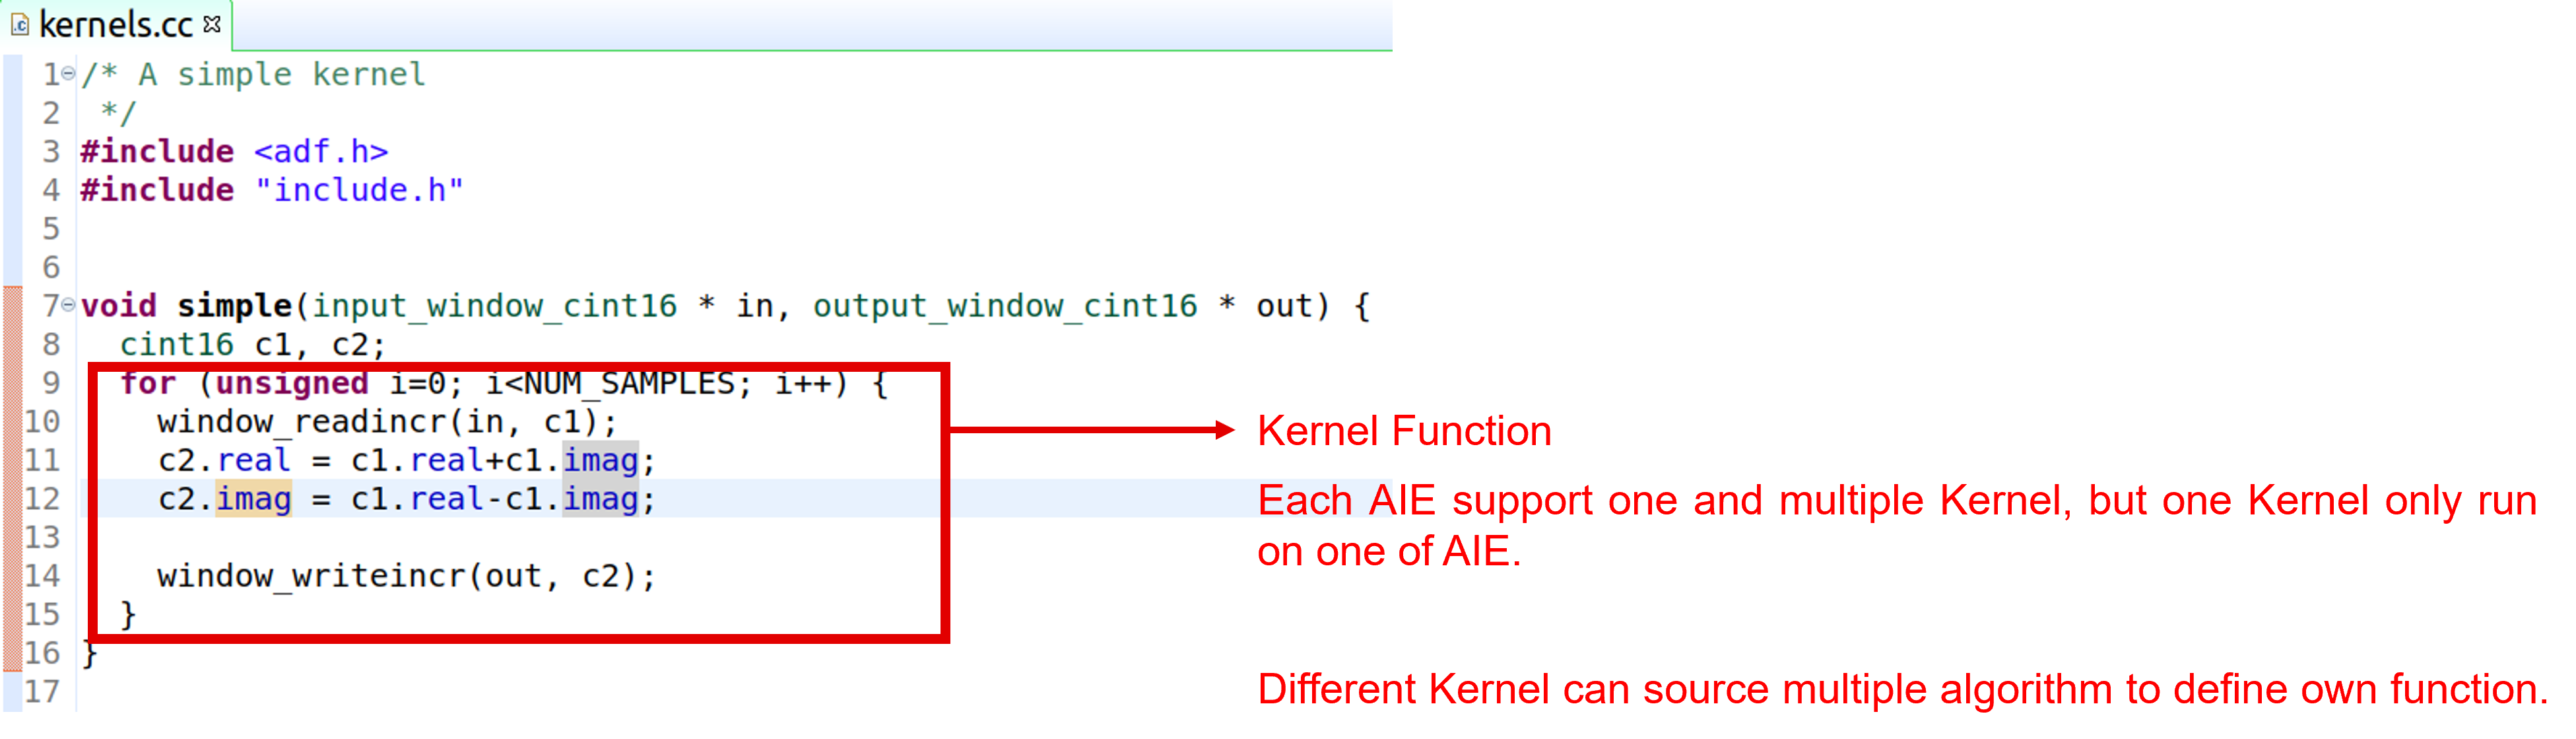 kernels.cc
1 /* A simple kernel
2  */
3 #include <adf.h>
4 #include "include.h"
5
6
7 void simple(input_window_cint16 * in, output_window_cint16 * out) {
8   cint16 c1, c2;
9   for (unsigned i=0; i<NUM_SAMPLES; i++) {
10     window_readincr(in, c1);
11     c2.real = c1.real+c1.imag;
12     c2.imag = c1.real-c1.imag;
13
14     window_writeincr(out, c2);
15   }
16 }
17
Kernel Function
Each AIE support one and multiple Kernel, but one Kernel only run
on one of AIE.
Different Kernel can source multiple algorithm to define own function.